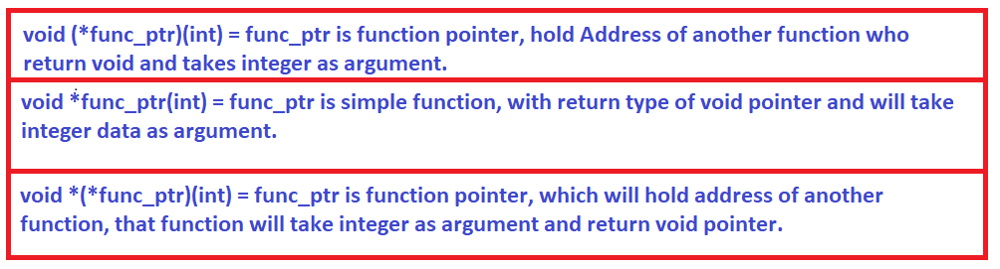 void (*func_ptr)(int) = func_ptr is function pointer, hold Address of another function who
return void and takes integer as argument.
void *func_ptr(int) = func_ptr is simple function, with return type of void pointer and will take
integer data as argument.
void *(*func_ptr)(int) = func_ptr is function pointer, which will hold address of another
function, that function will take integer as argument and return void pointer.